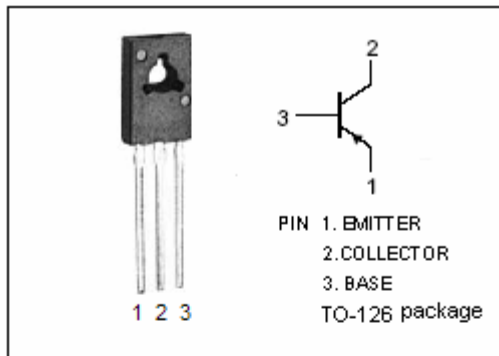 2
3
1
PIN 1. EMITTER
2.COLLECTOR
3. BASE
TO-126 package
1 2 3